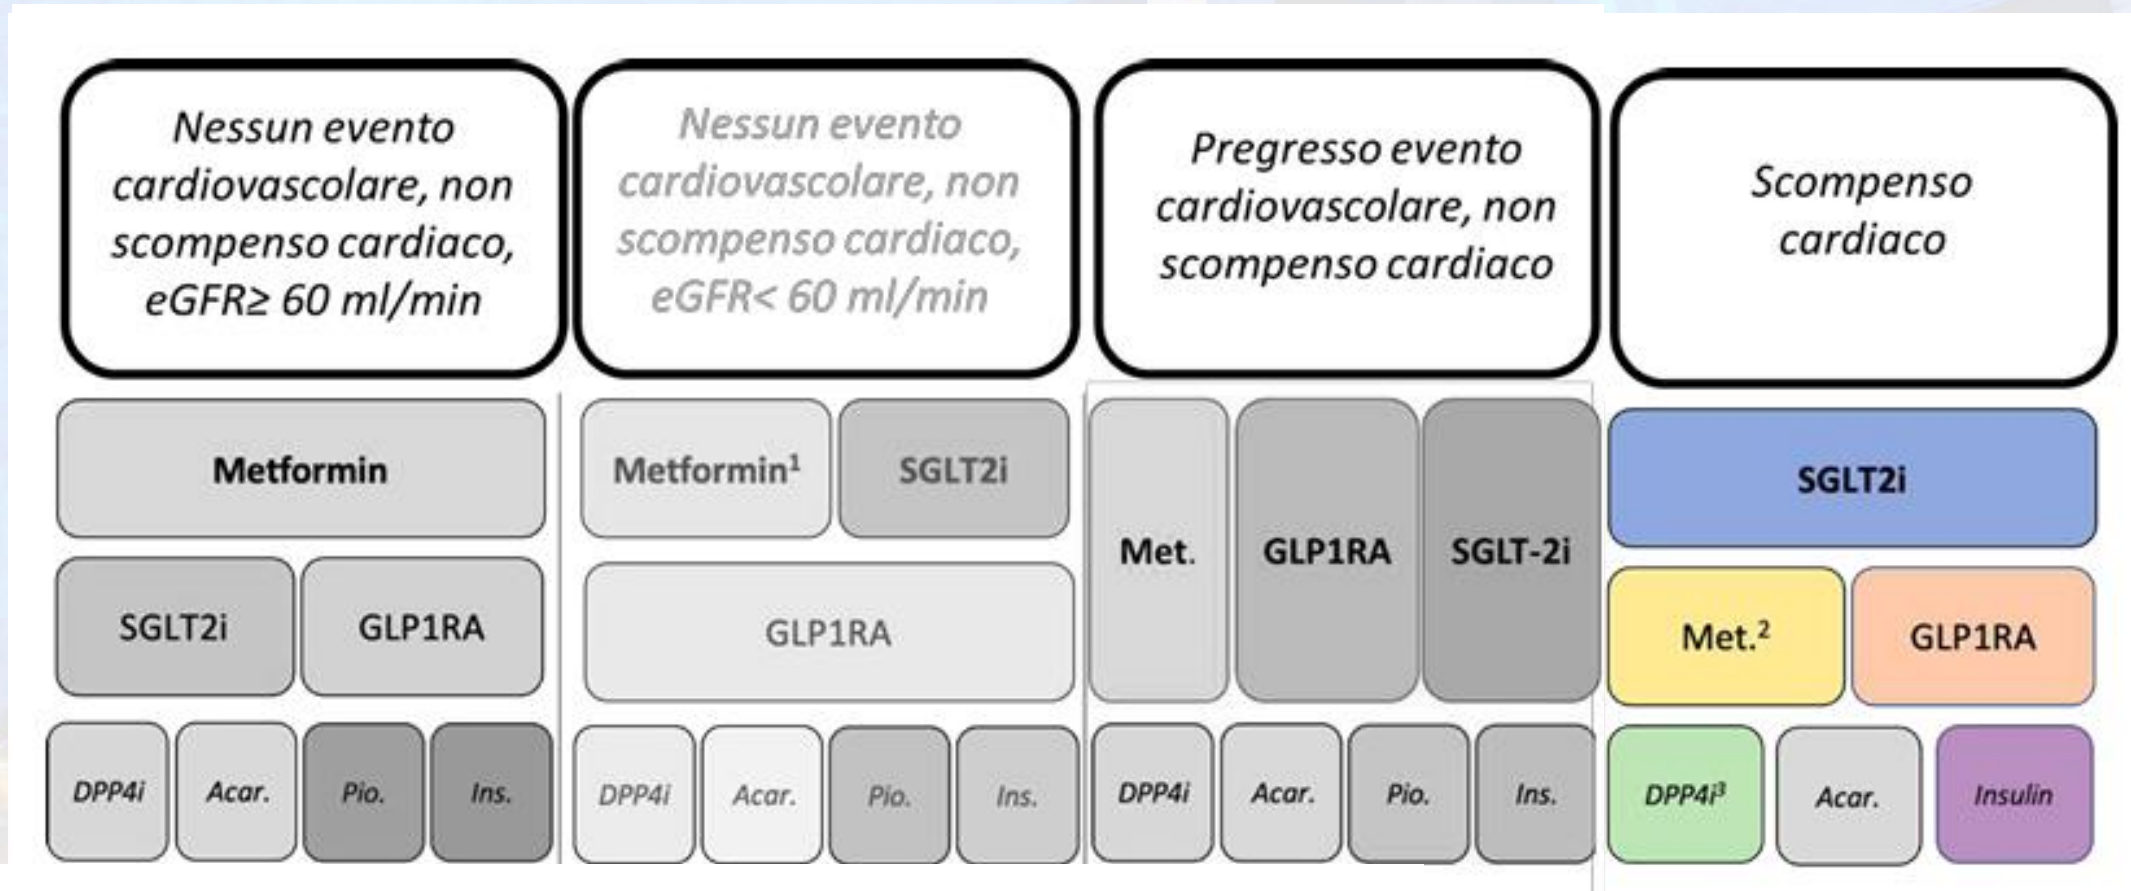 Nessun evento
cardiovascolare, non
scompenso cardiaco,
eGFR≥ 60 ml/min
Nessun evento
cardiovascolare, non
scompenso cardiaco,
eGFR< 60 ml/min
Pregresso evento
cardiovascolare, non
scompenso cardiaco
Scompenso
cardiaco
Metformin
SGLT2i
GLP1RA
DPP4i
Acar.
Pio.
Ins.
Metformin¹
SGLT2i
GLP1RA
DPP4i
Acar.
Pio.
Ins.
Met.
GLP1RA
SGLT-2i
DPP4i
Acar.
Pio.
Ins.
SGLT2i
Met.²
GLP1RA
DPP4i³
Acar.
Insulin